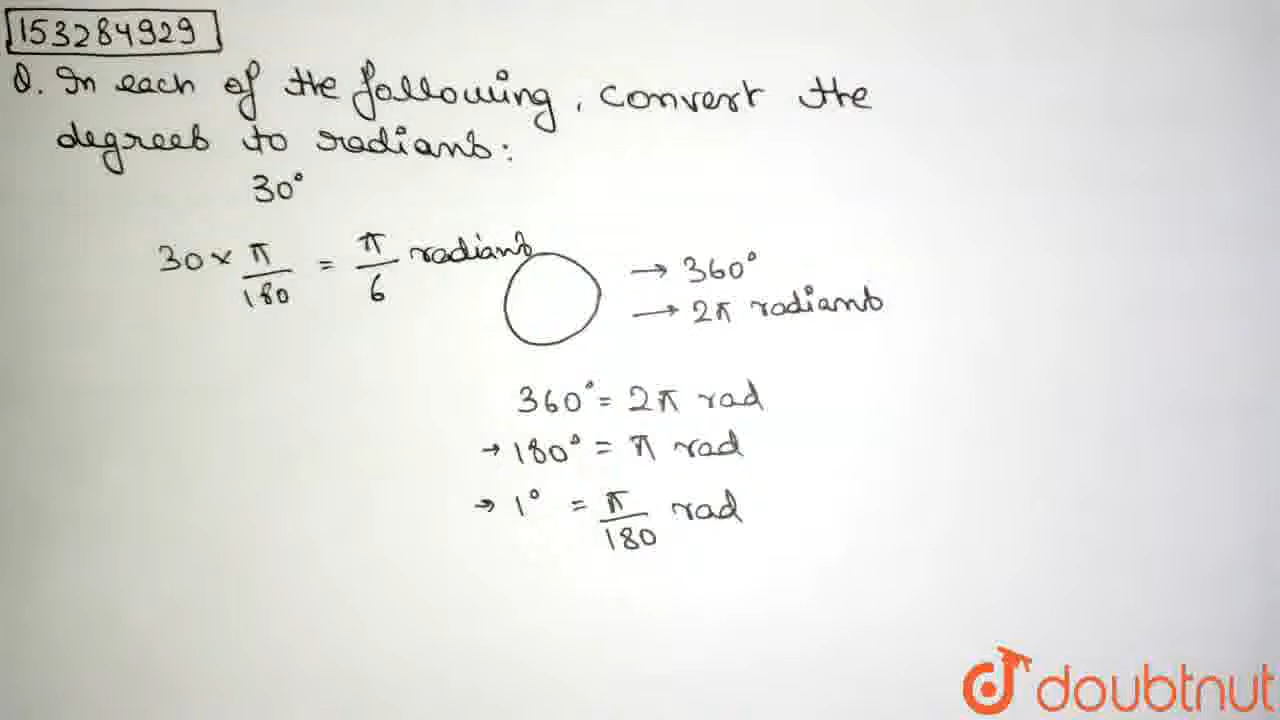 153284929
Q. In each of the following, convert the
degrees to radians:
30°
30 × π/180 = π/6 radians
→ 360°
→ 2π radians
360° = 2π rad
→ 180° = π rad
→ 1° = π/180 rad
doubtnut